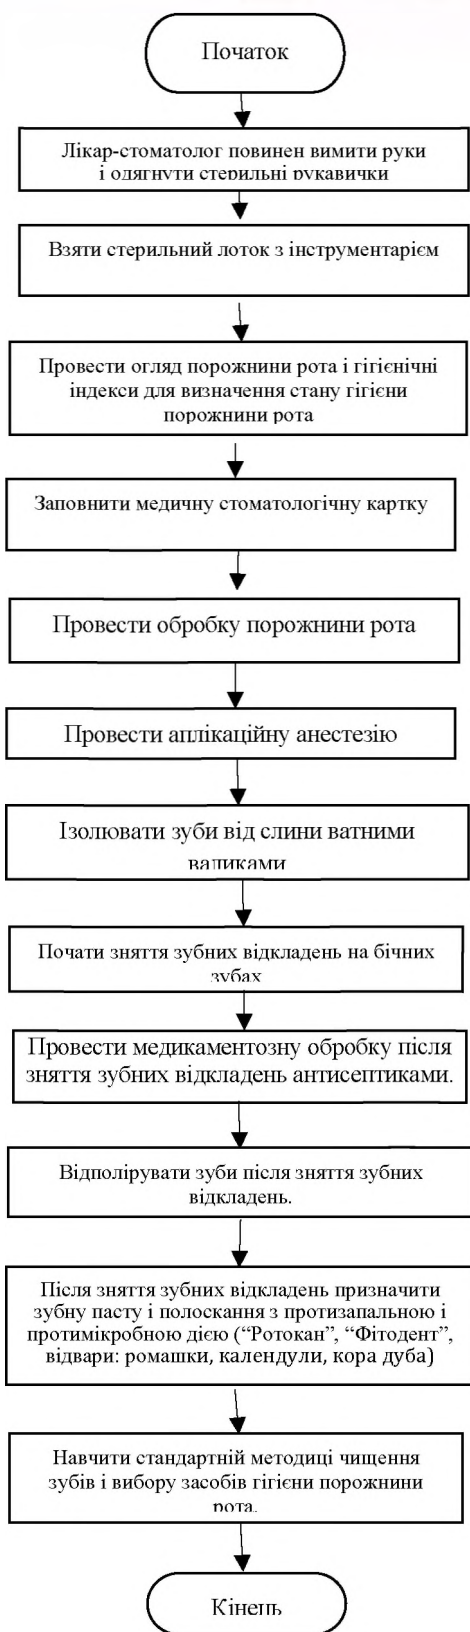 Початок
Лікар-стоматолог повинен вимити руки
і одягнути стерильні рукавички
Взяти стерильний лоток з інструментарієм
Провести огляд порожнини рота і гігієнічні
індекси для визначення стану гігієни
порожнини рота
Заповнити медичну стоматологічну картку
Провести обробку порожнини рота
Провести аплікаційну анестезію
Ізолювати зуби від слини ватними
валиками
Почати зняття зубних відкладень на бічних
зубах
Провести медикаментозну обробку після
зняття зубних відкладень антисептиками.
Відполірувати зуби після зняття зубних
відкладень.
Після зняття зубних відкладень призначити
зубну пасту і полоскання з протизапальною і
протимікробною дією (“Ротокан”, “Фітодент”,
відвари: ромашки, календули, кора дуба)
Навчити стандартній методиці чищення
зубів і вибору засобів гігієни порожнини
рота.
Кінець